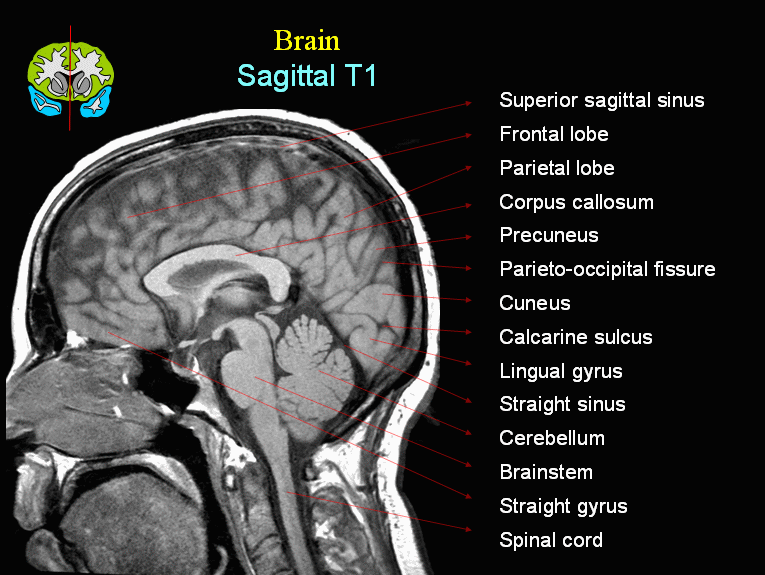 Brain
Sagittal T1
Superior sagittal sinus
Frontal lobe
Parietal lobe
Corpus callosum
Precuneus
Parieto-occipital fissure
Cuneus
Calcarine sulcus
Lingual gyrus
Straight sinus
Cerebellum
Brainstem
Straight gyrus
Spinal cord